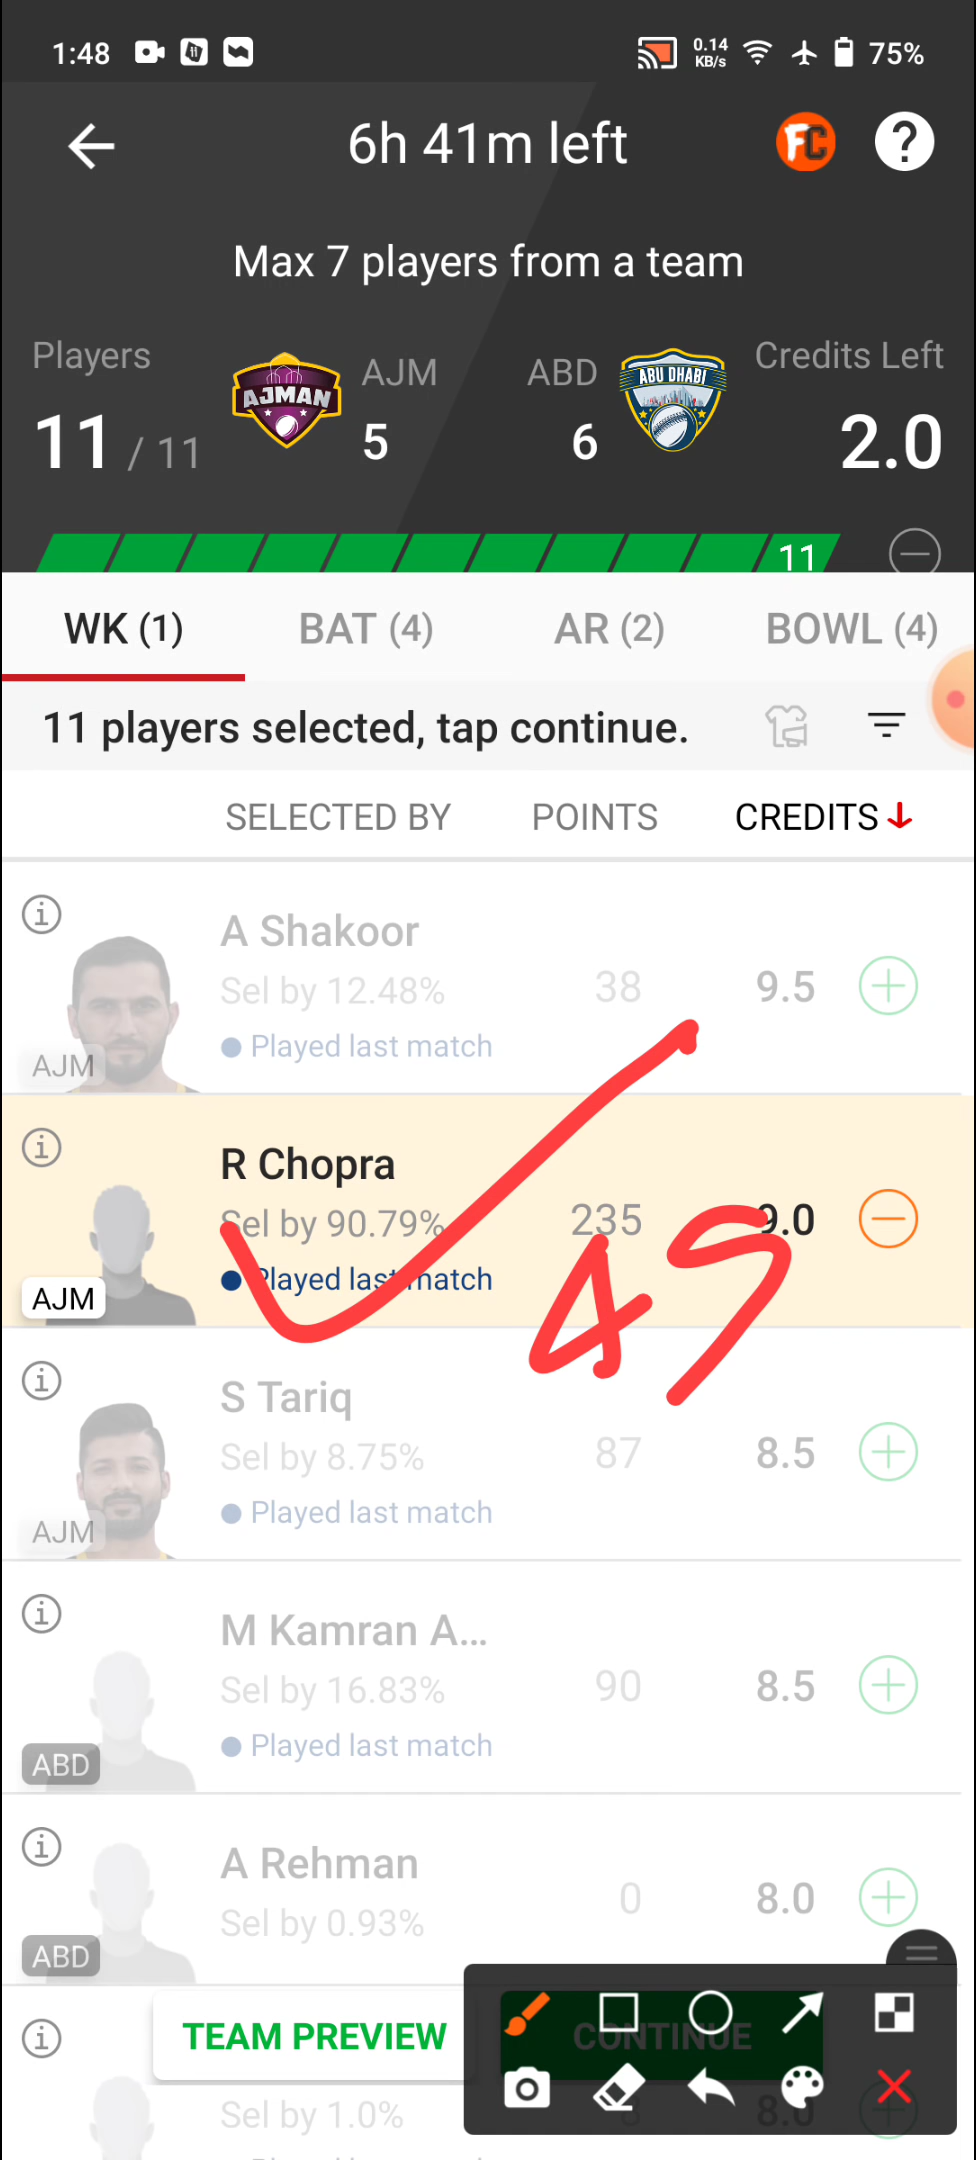 1:48
0.14 KB/s
75%
6h 41m left
FC
?
Max 7 players from a team
Players
AJM
ABD
Credits Left
AJMAN
ABU DHABI
11 / 11
5
6
2.0
11
WK (1)
BAT (4)
AR (2)
BOWL (4)
11 players selected, tap continue.
SELECTED BY
POINTS
CREDITS
A Shakoor
Sel by 12.48%
38
9.5
Played last match
AJM
R Chopra
Sel by 90.79%
235
9.0
Played last match
AJM
49
S Tariq
Sel by 8.75%
87
8.5
Played last match
AJM
M Kamran A...
Sel by 16.83%
90
8.5
Played last match
ABD
A Rehman
Sel by 0.93%
0
8.0
ABD
TEAM PREVIEW
CONTINUE
Sel by 1.0%
8.0